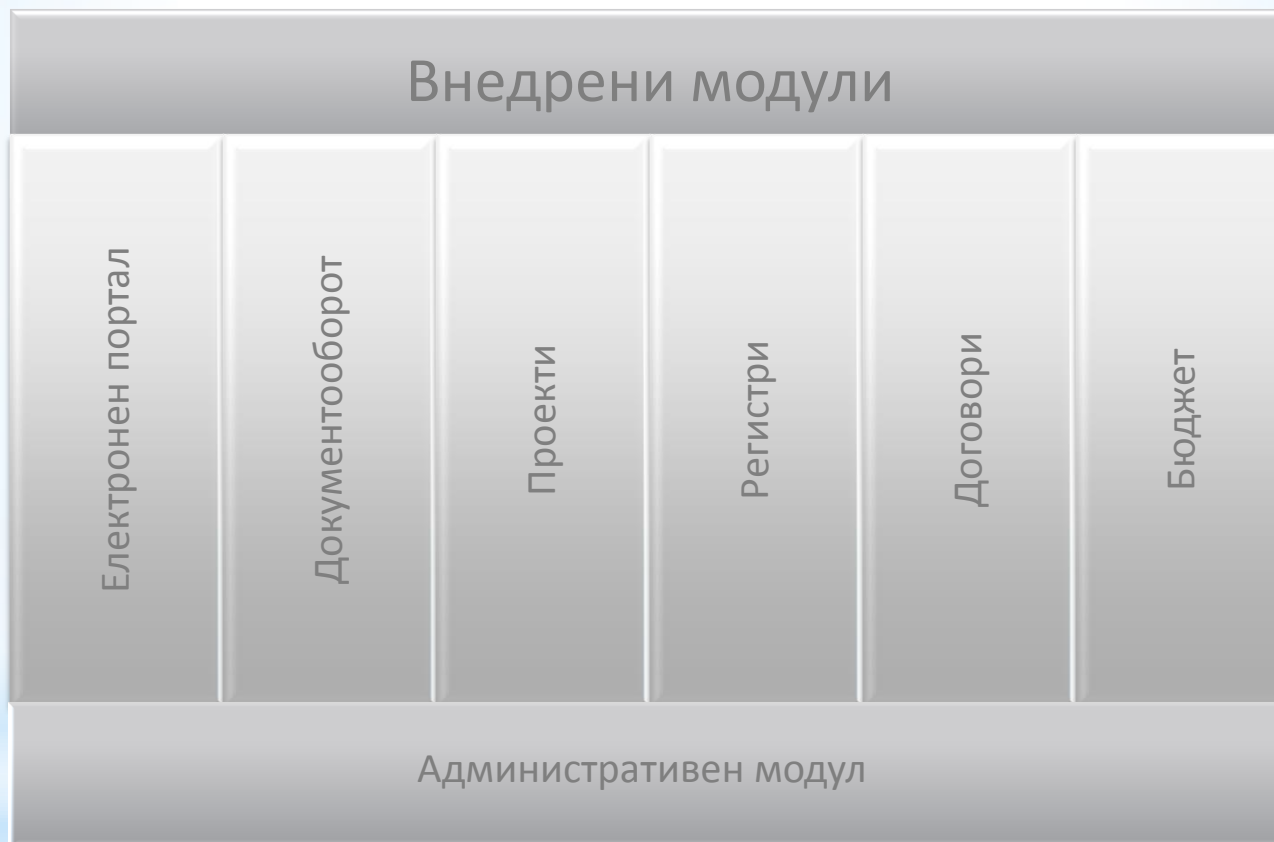 Внедрени модули
Електронен портал
Документооборот
Проекти
Регистри
Договори
Бюджет
Административен модул